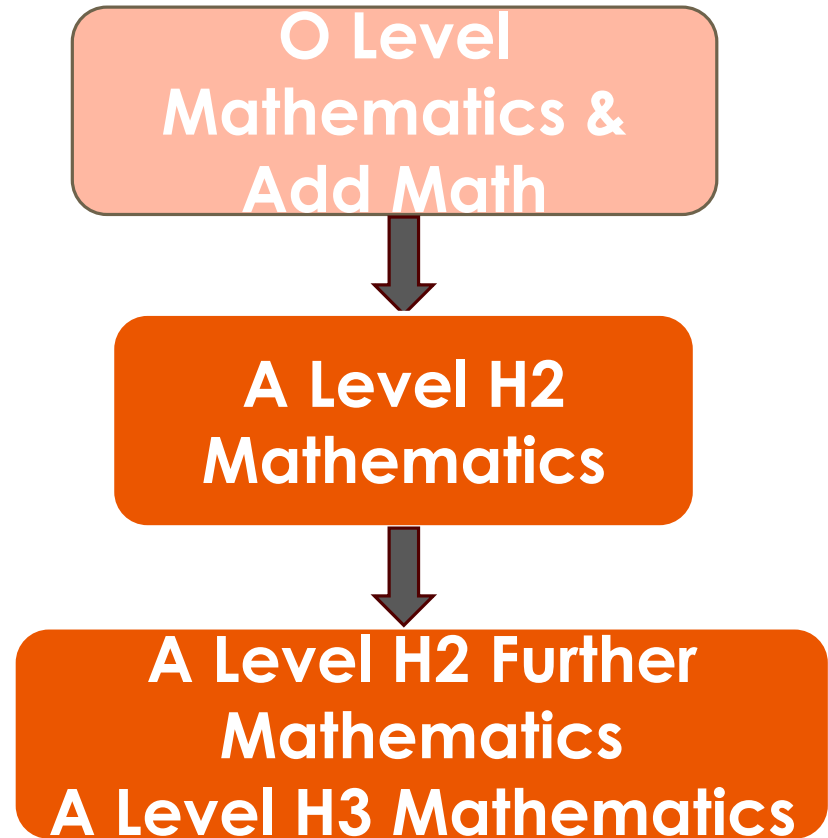 O Level
Mathematics &
Add Math
A Level H2
Mathematics
A Level H2 Further
Mathematics
A Level H3 Mathematics